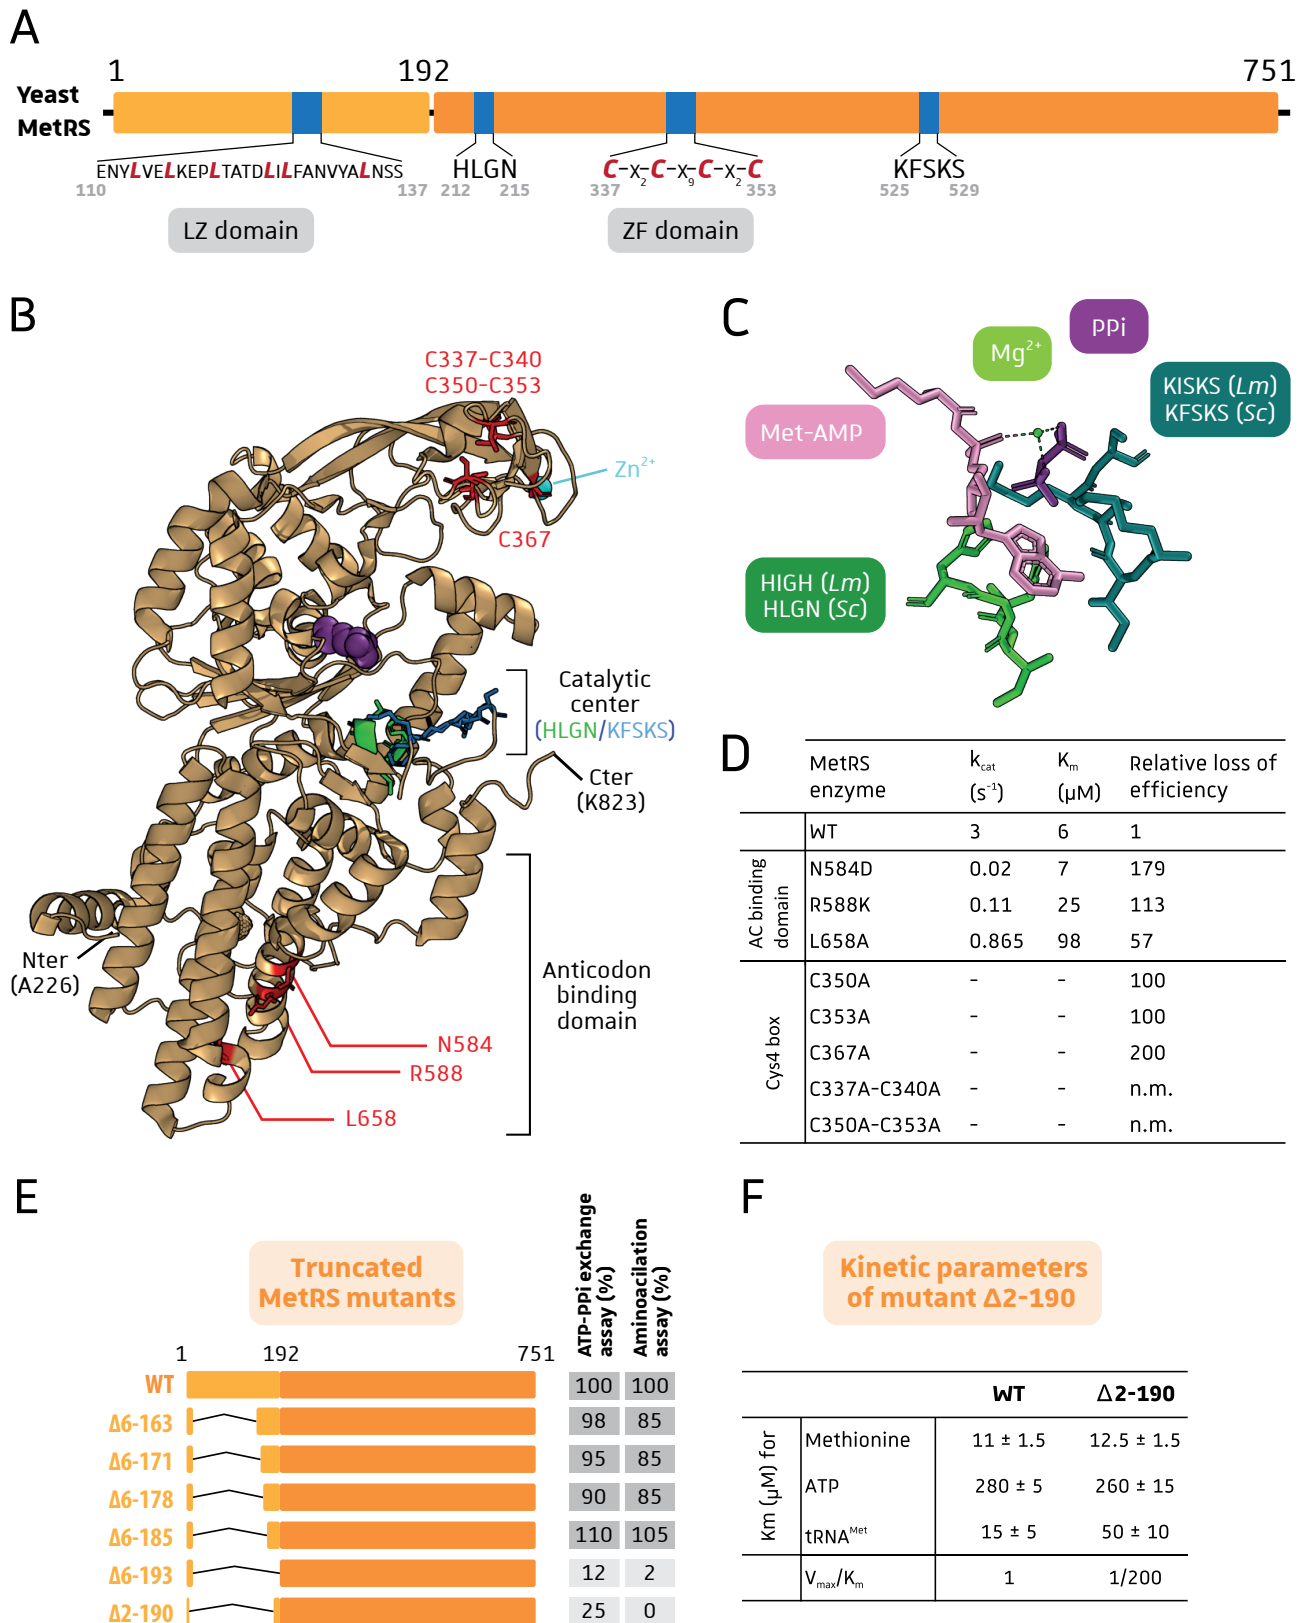 A
1 192 751
Yeast
MetRS
ENYLVELKEPLTATDLILFANVYALNSS HLGN C-x2-C-x9-C-x2-C KFSKS
110 137 212 215 337 353 525 529
LZ domain ZF domain
B
C337-C340
C350-C353
Zn2+
C367
Catalytic
center
(HLGN/KFSKS)
Cter
(K823)
Nter
(A226)
Anticodon
binding
domain
N584
R588
L658
C
PPi
Mg2+
KISKS (Lm)
KFSKS (Sc)
Met-AMP
HIGH (Lm)
HLGN (Sc)
D
MetRS kcat Km Relative loss of
enzyme (s-1) (µM) efficiency
WT 3 6 1
AC binding
domain
N584D 0.02 7 179
R588K 0.11 25 113
L658A 0.865 98 57
Cys4 box
C350A - - 100
C353A - - 100
C367A - - 200
C337A-C340A - - n.m.
C350A-C353A - - n.m.
E
Truncated
MetRS mutants
ATP-PPi exchange
assay (%)
Aminoacilation
assay (%)
1 192 751
WT 100 100
Δ6-163 98 85
Δ6-171 95 85
Δ6-178 90 85
Δ6-185 110 105
Δ6-193 12 2
Δ2-190 25 0
F
Kinetic parameters
of mutant Δ2-190
WT Δ2-190
Km (µM) for
Methionine 11 ± 1.5 12.5 ± 1.5
ATP 280 ± 5 260 ± 15
tRNAMet 15 ± 5 50 ± 10
Vmax/Km 1 1/200